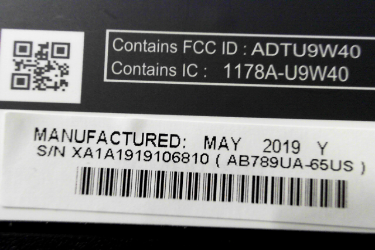 Contains FCC ID : ADTU9W40
Contains IC : 1178A-U9W40
MANUFACTURED: MAY 2019 Y
S/N XA1A1919106810 ( AB789UA-65US )